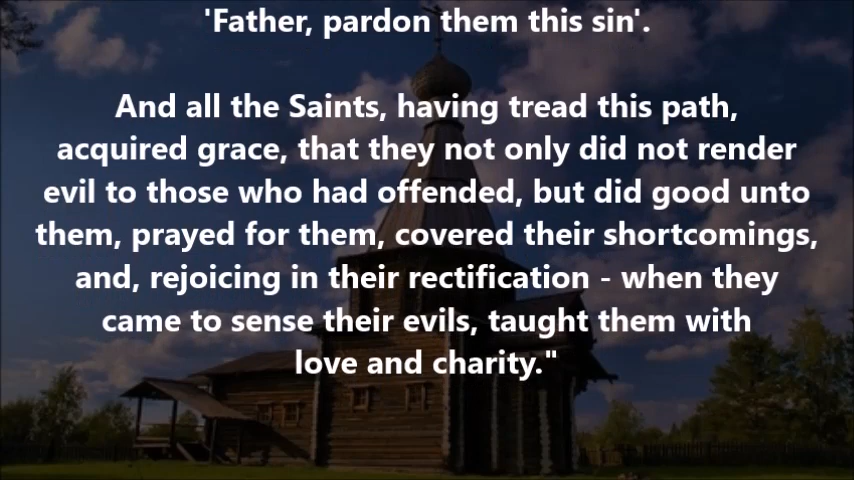 'Father, pardon them this sin'.
And all the Saints, having tread this path,
acquired grace, that they not only did not render
evil to those who had offended, but did good unto
them, prayed for them, covered their shortcomings,
and, rejoicing in their rectification - when they
came to sense their evils, taught them with
love and charity."